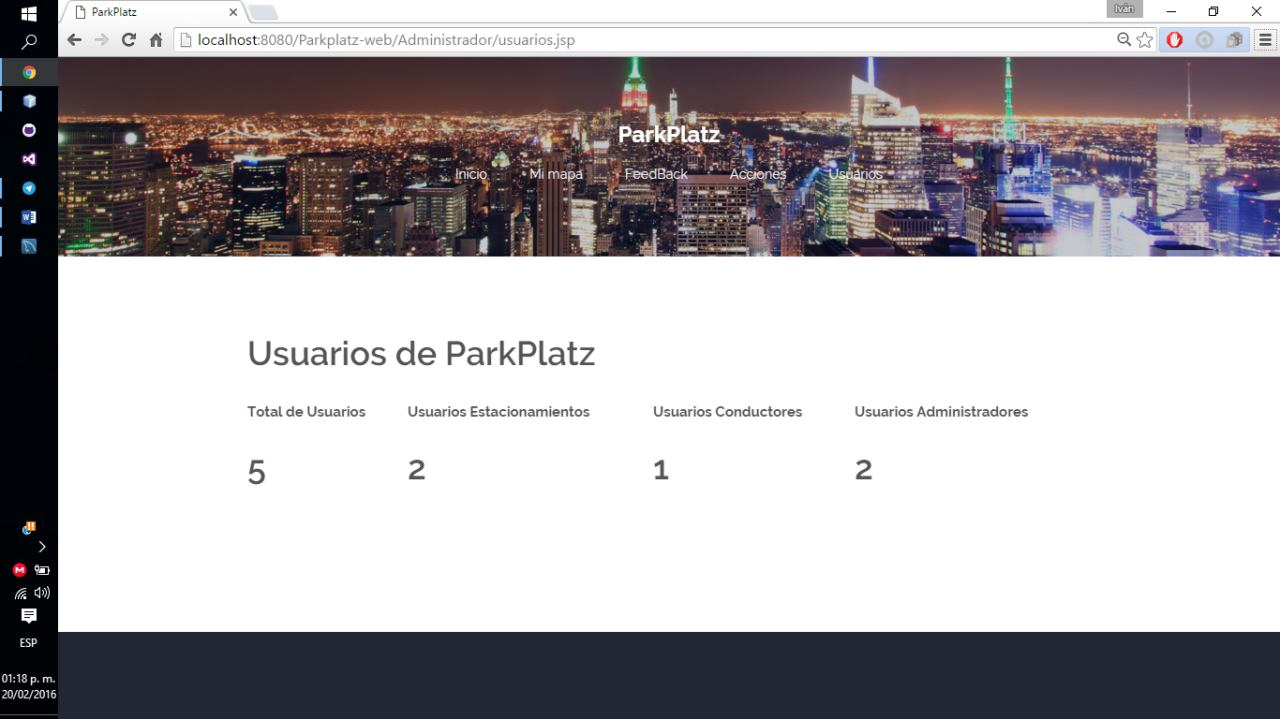 ParkPlatz
Iván
localhost:8080/Parkplatz-web/Administrador/usuarios.jsp
ParkPlatz
Inicio Mi mapa FeedBack Acciones Usuarios
Usuarios de ParkPlatz
Total de Usuarios Usuarios Estacionamientos Usuarios Conductores Usuarios Administradores
5 2 1 2
ESP
01:18 p. m.
20/02/2016